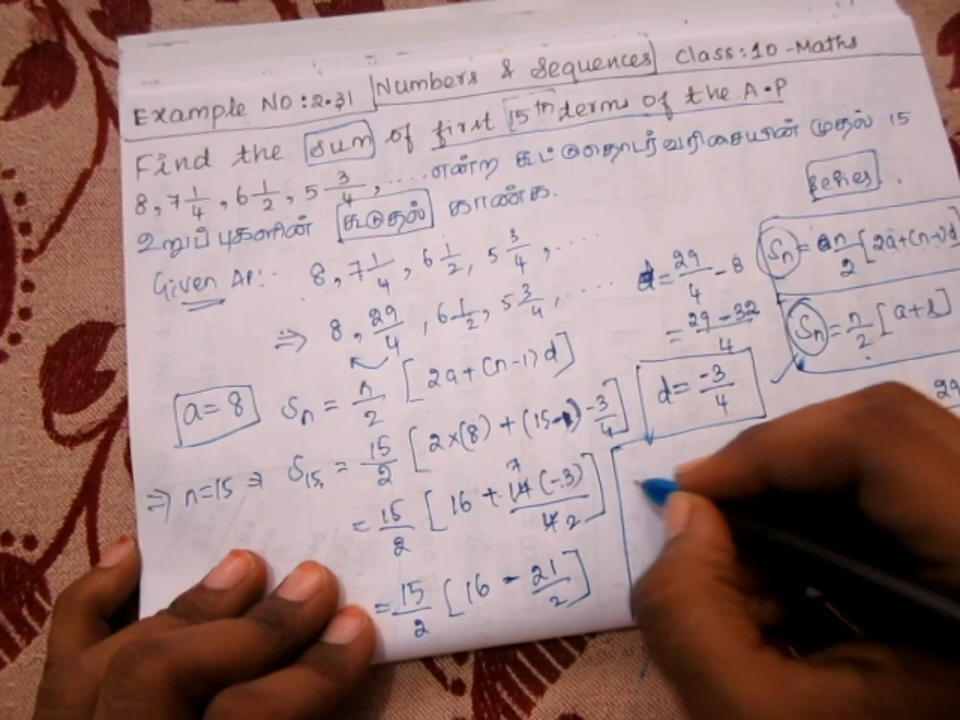 Example NO : 2.31 Numbers & Sequences Class : 10 - Maths
Find the sum of first 15th terms of the A.P
8, 7 1/4, 6 1/2, 5 3/4, .... என்ற கூட்டுதொடர்வரிசையின் முதல் 15
உறுப்புகளின் கூடுதல் காண்க.
Series
Given AP:- 8, 7 1/4, 6 1/2, 5 3/4, ....
⇒ 8, 29/4, 6 1/2, 5 3/4, ....
d = 29/4 - 8
= 29 - 32 / 4
d = -3/4
Sn = n/2 [2a+(n-1)d]
Sn = n/2 [a+l]
a = 8
Sn = n/2 [2a+(n-1)d]
⇒ n=15 ⇒ S15 = 15/2 [2×(8) + (15-1) -3/4]
= 15/2 [16 + 14 (-3) / 4 2]
7
= 15/2 [16 - 21/2]
29